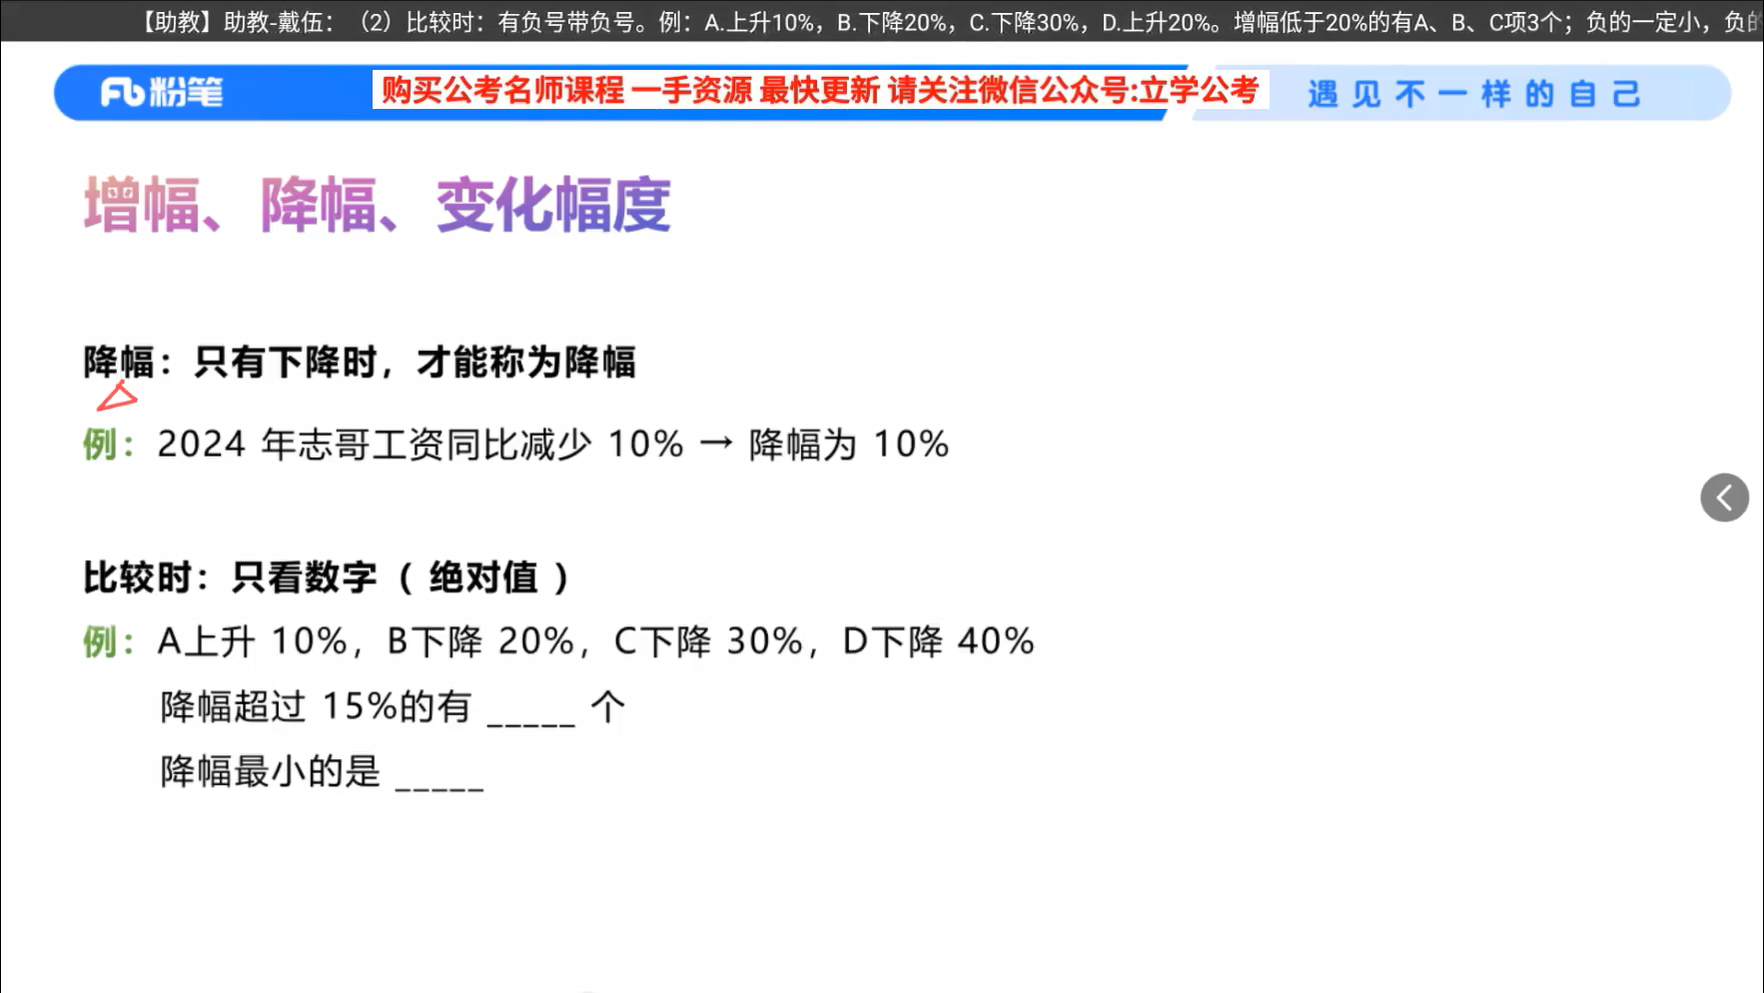 【助教】助教-戴伍：（2）比较时：有负号带负号。例：A.上升10%，B.下降20%，C.下降30%，D.上升20%。增幅低于20%的有A、B、C项3个；负的一定小，负的
粉笔
购买公考名师课程 一手资源 最快更新 请关注微信公众号:立学公考
遇见不一样的自己
增幅、降幅、变化幅度
降幅：只有下降时，才能称为降幅
例：2024 年志哥工资同比减少 10% → 降幅为 10%
比较时：只看数字（ 绝对值 ）
例：A上升 10%，B下降 20%，C下降 30%，D下降 40%
降幅超过 15%的有 _____ 个
降幅最小的是 _____